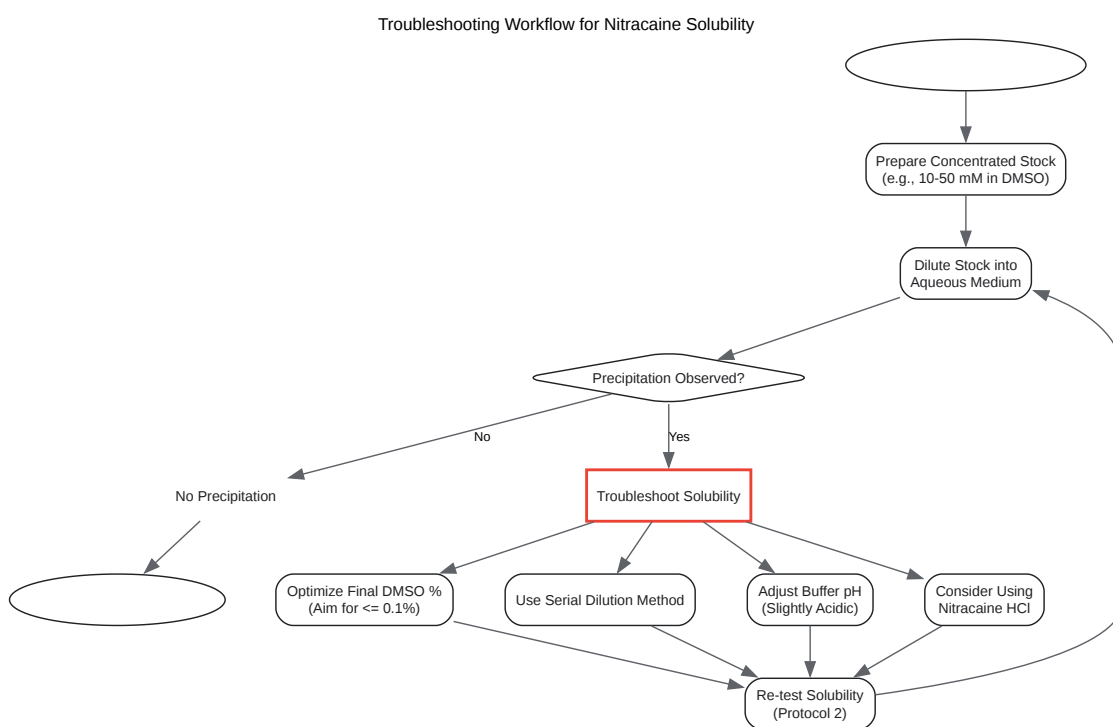 Troubleshooting Workflow for Nitracaine Solubility
Prepare Concentrated Stock
(e.g., 10-50 mM in DMSO)
Dilute Stock into
Aqueous Medium
Precipitation Observed?
No
Yes
No Precipitation
Troubleshoot Solubility
Optimize Final DMSO %
(Aim for <= 0.1%)
Use Serial Dilution Method
Adjust Buffer pH
(Slightly Acidic)
Consider Using
Nitracaine HCl
Re-test Solubility
(Protocol 2)